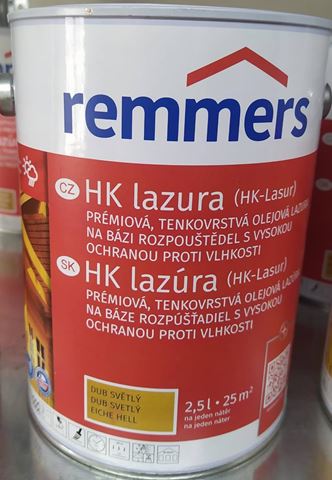 remmers
CZ HK lazura (HK-Lasur)
PRÉMIOVÁ, TENKOVRSTVÁ OLEJOVÁ LAZURA
NA BÁZI ROZPOUŠTĚDEL S VYSOKOU
OCHRANOU PROTI VLHKOSTI
SK HK lazúra (HK-Lasur)
PRÉMIOVÁ, TENKOVRSTVÁ OLEJOVÁ LAZÚRA
NA BÁZE ROZPÚŠŤADIEL S VYSOKOU
OCHRANOU PROTI VLHKOSTI
DUB SVĚTLÝ
DUB SVETLÝ
EICHE HELL
2,5 l • 25 m²
na jeden nátěr
na jeden náter